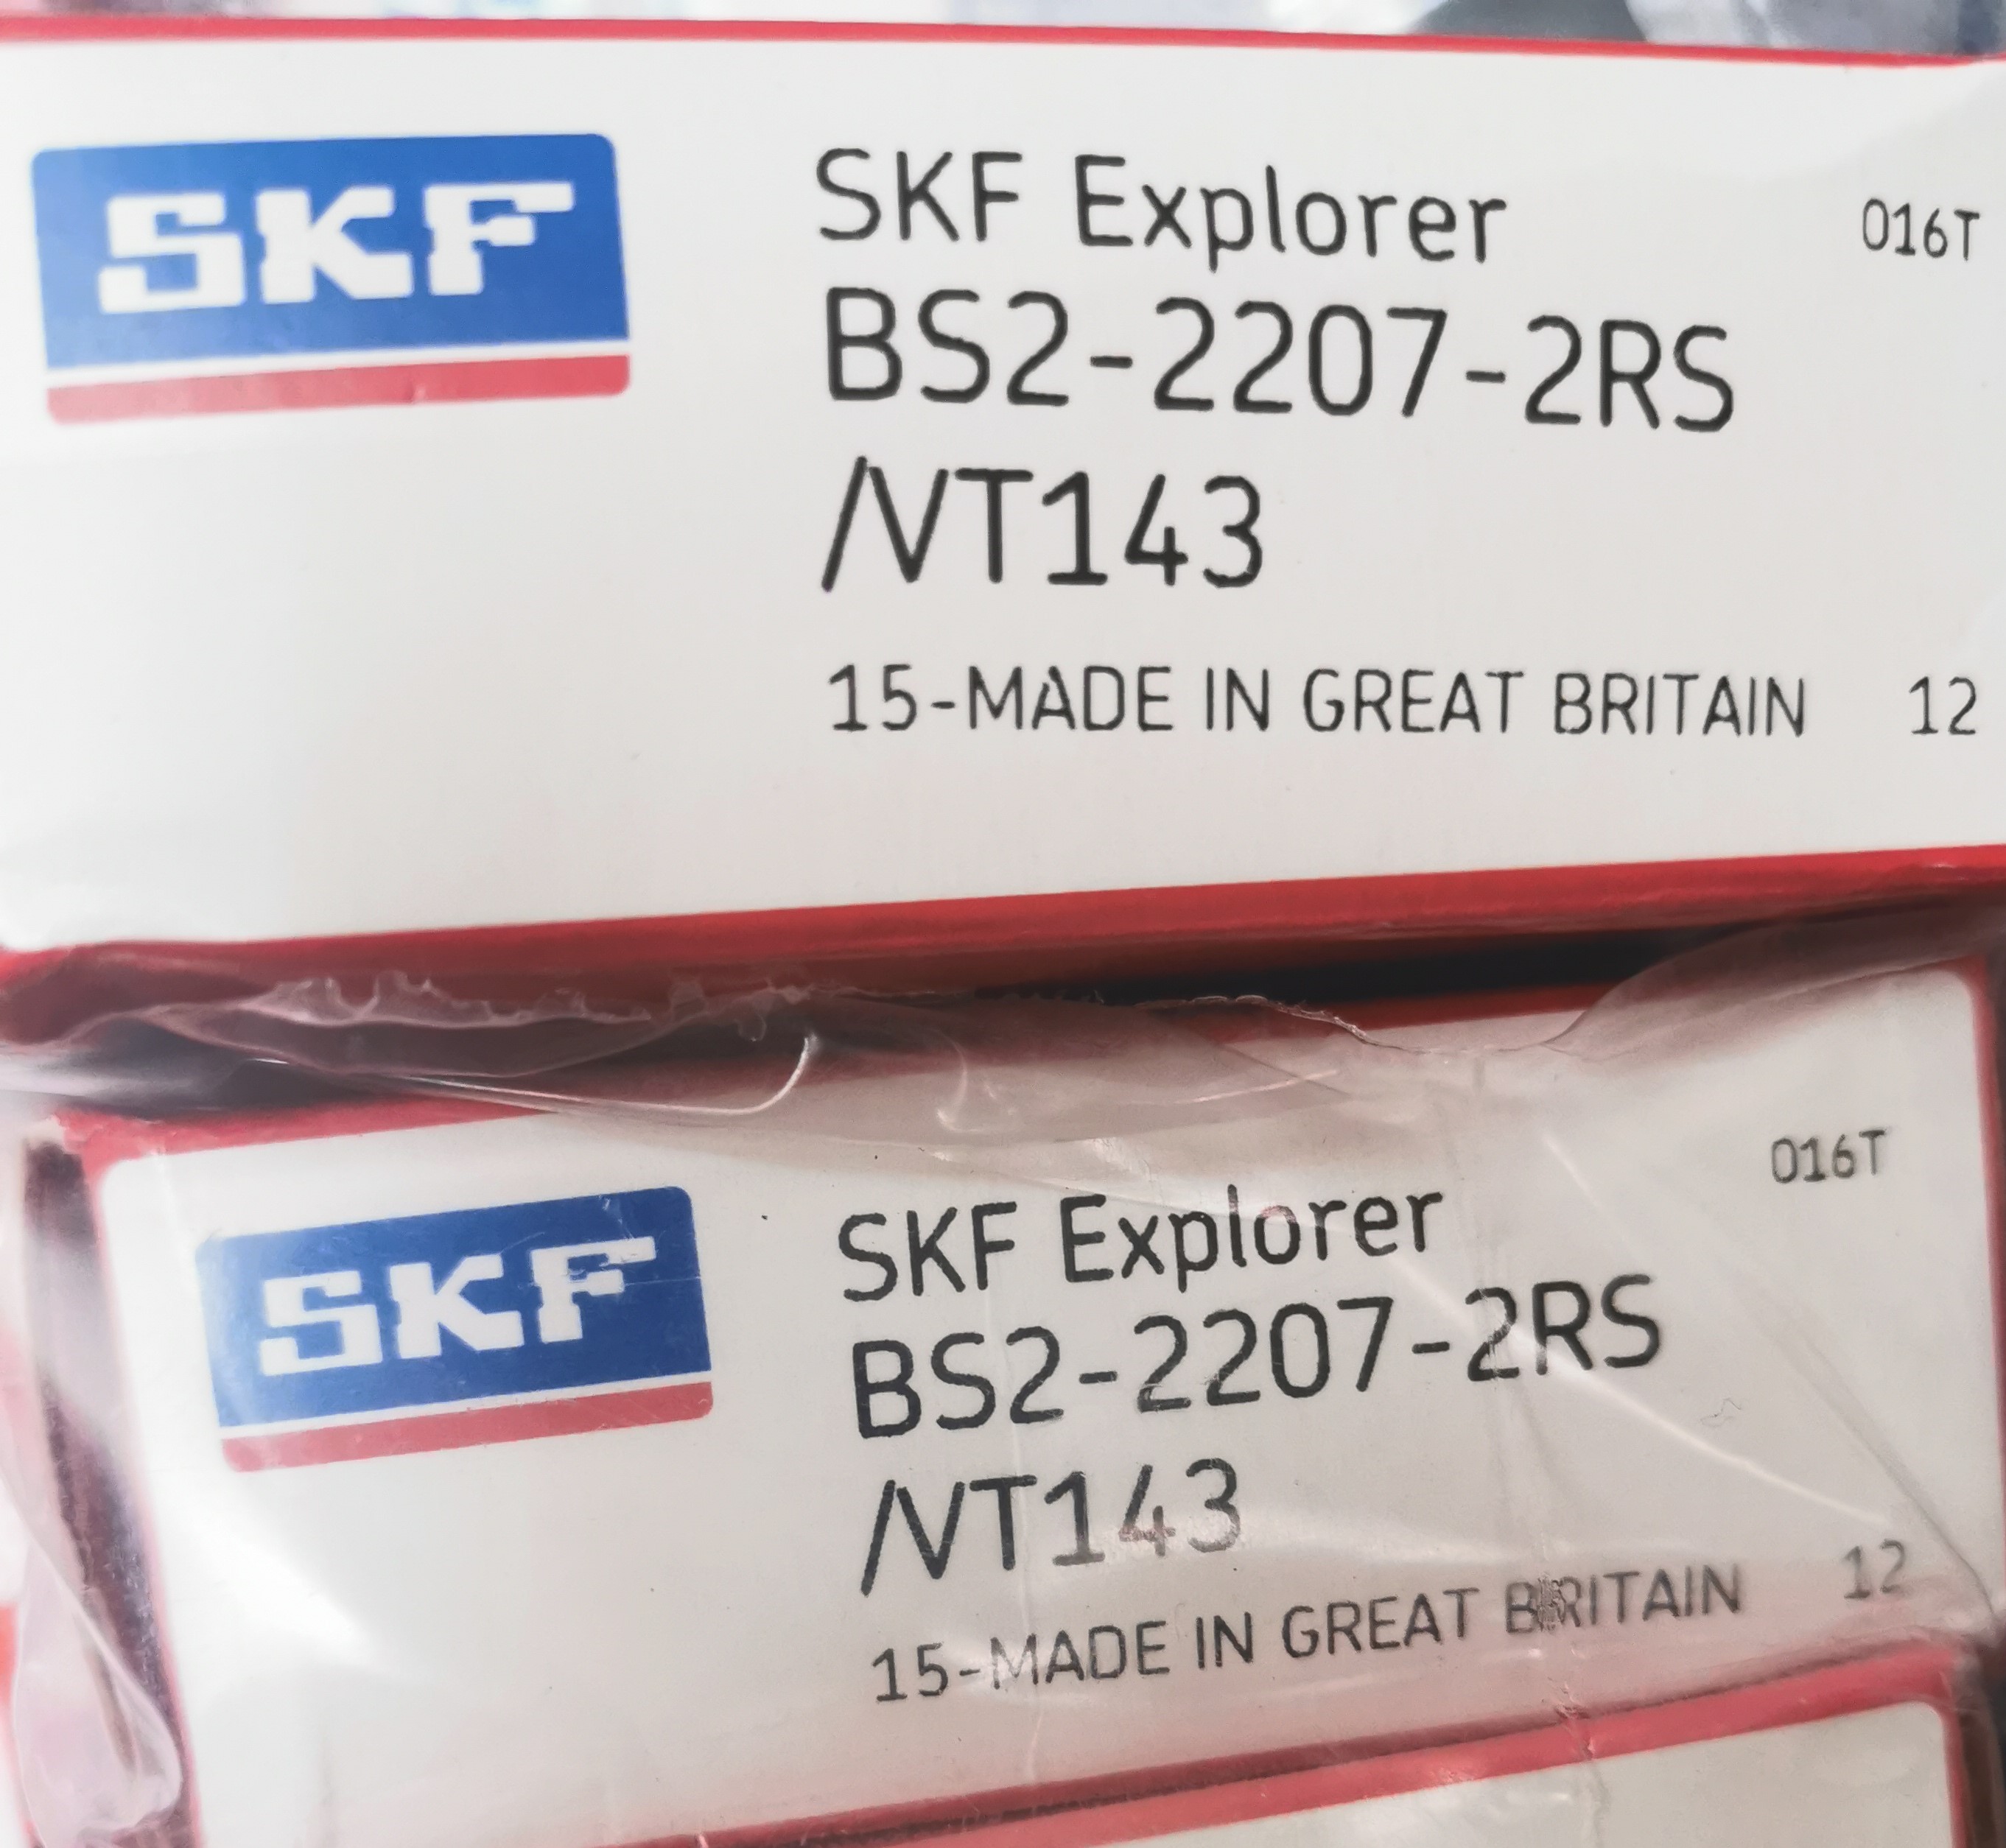 SKF
SKF Explorer 016T
BS2-2207-2RS
/VT143
15-MADE IN GREAT BRITAIN 12
SKF
SKF Explorer 016T
BS2-2207-2RS
/VT143
15-MADE IN GREAT BRITAIN 12